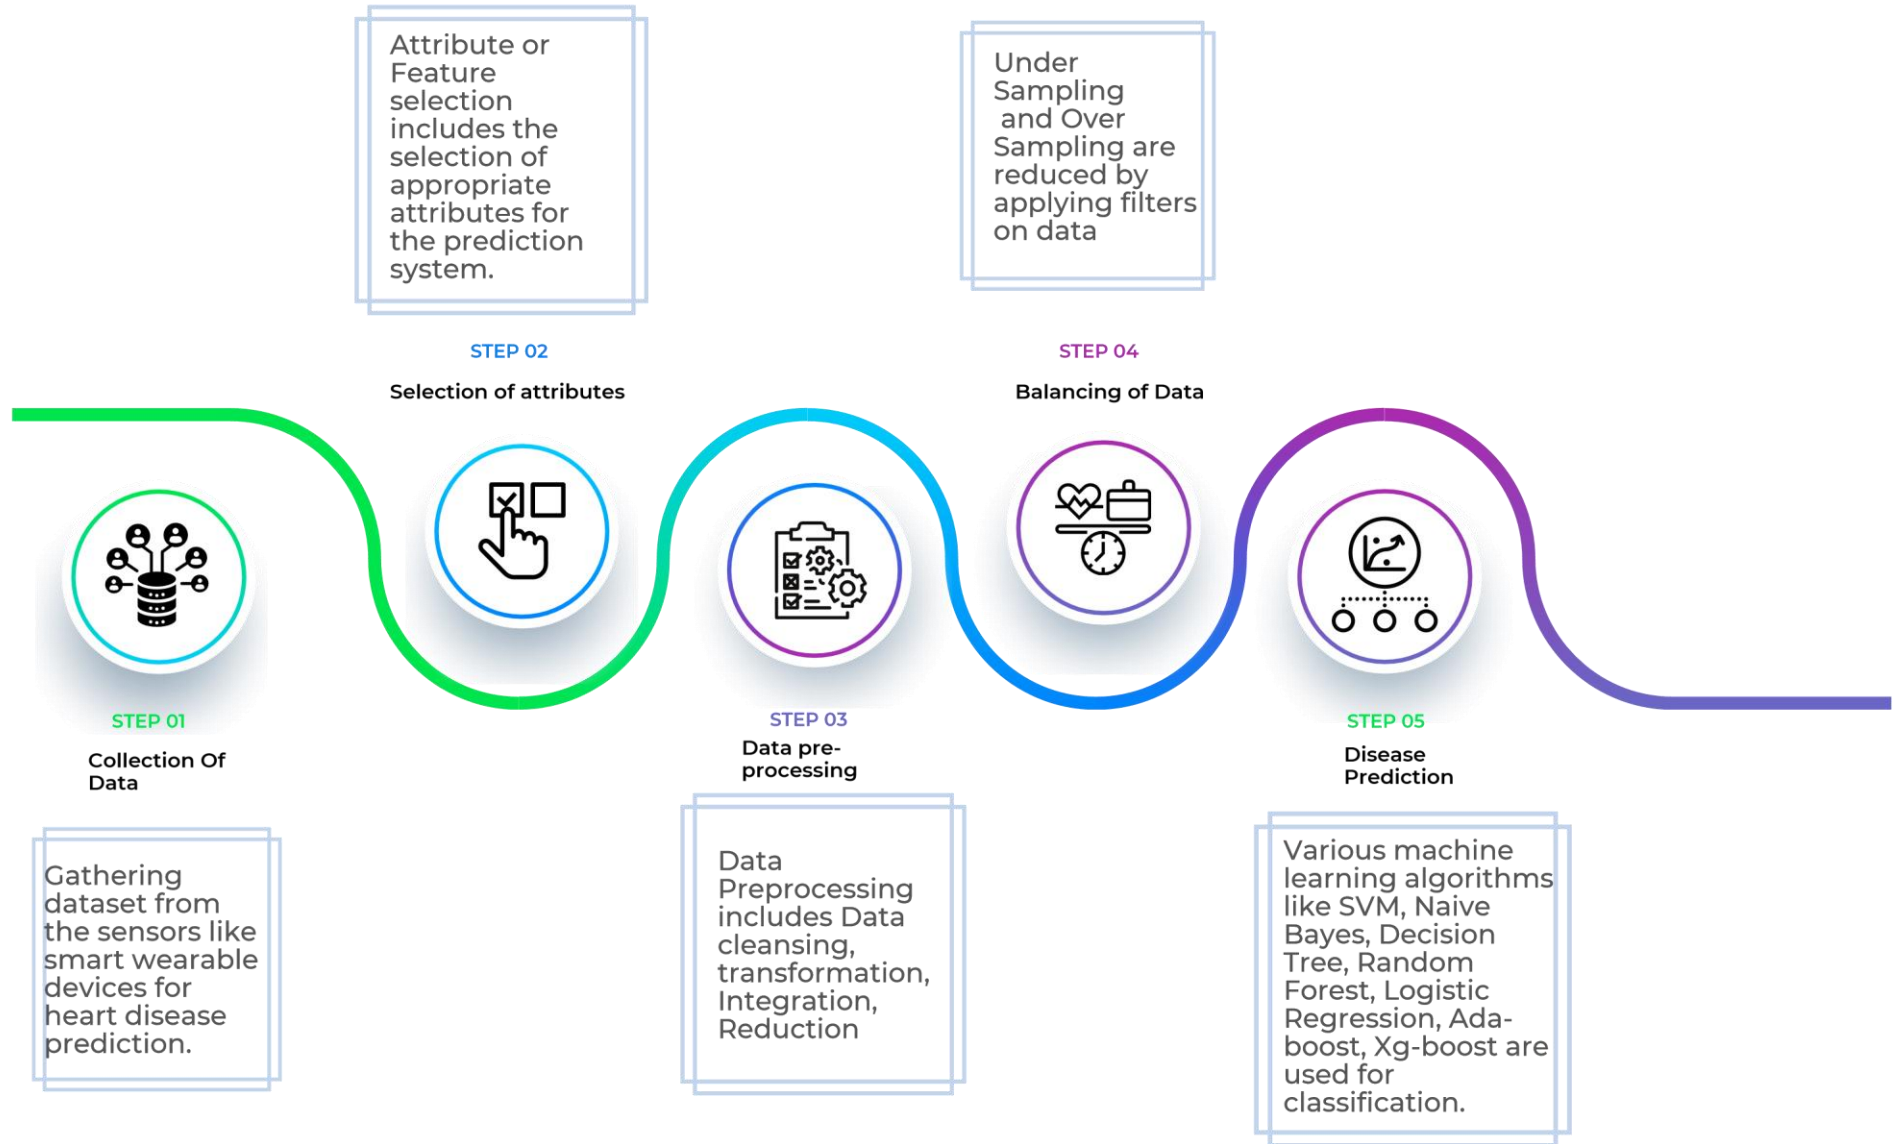 STEP 01
Collection Of
Data
Gathering
dataset from
the sensors like
smart wearable
devices for
heart disease
prediction.
Attribute or
Feature
selection
includes the
selection of
appropriate
attributes for
the prediction
system.
STEP 02
Selection of attributes
STEP 03
Data pre-
processing
Data
Preprocessing
includes Data
cleansing,
transformation,
Integration,
Reduction
Under
Sampling
and Over
Sampling are
reduced by
applying filters
on data
STEP 04
Balancing of Data
STEP 05
Disease
Prediction
Various machine
learning algorithms
like SVM, Naive
Bayes, Decision
Tree, Random
Forest, Logistic
Regression, Ada-
boost, Xg-boost are
used for
classification.